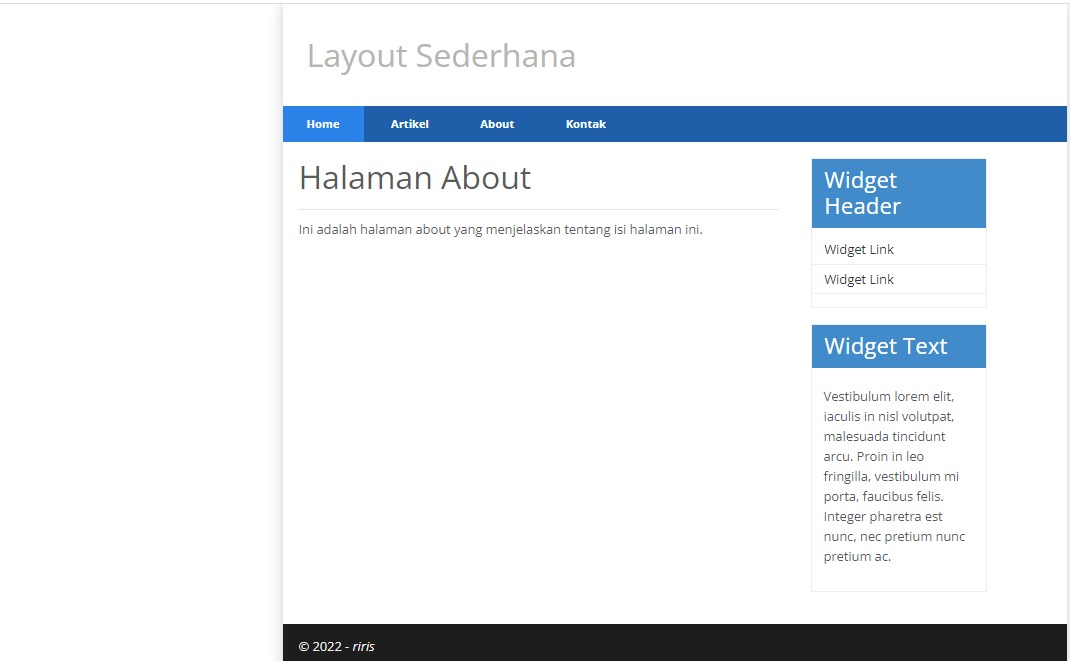 Layout Sederhana
Home Artikel About Kontak
Halaman About
Ini adalah halaman about yang menjelaskan tentang isi halaman ini.
Widget
Header
Widget Link
Widget Link
Widget Text
Vestibulum lorem elit,
iaculis in nisl volutpat,
malesuada tincidunt
arcu. Proin in leo
fringilla, vestibulum mi
porta, faucibus felis.
Integer pharetra est
nunc, nec pretium nunc
pretium ac.
© 2022 - riris